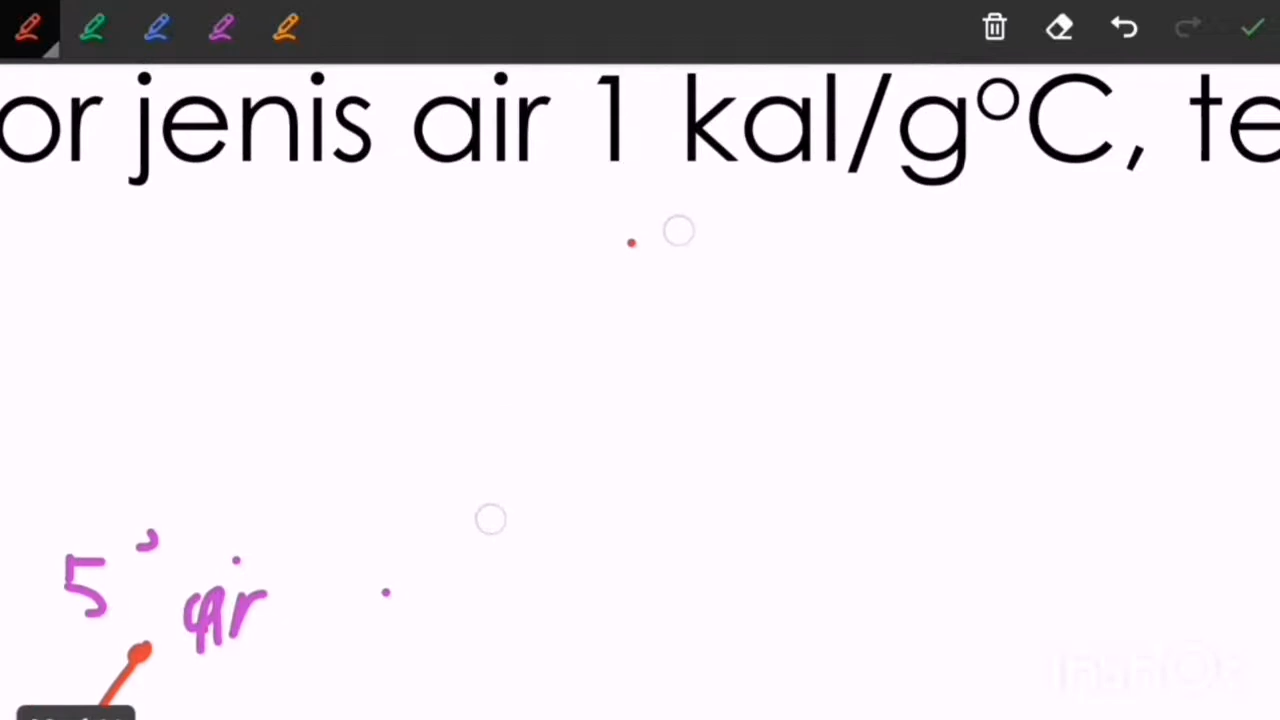 or jenis air 1 kal/g°C, te
5° air